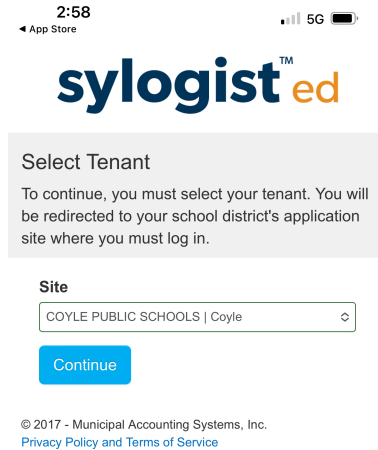 2:58
5G
◄ App Store
sylogist™ ed
Select Tenant
To continue, you must select your tenant. You will
be redirected to your school district's application
site where you must log in.
Site
COYLE PUBLIC SCHOOLS | Coyle
Continue
© 2017 - Municipal Accounting Systems, Inc.
Privacy Policy and Terms of Service